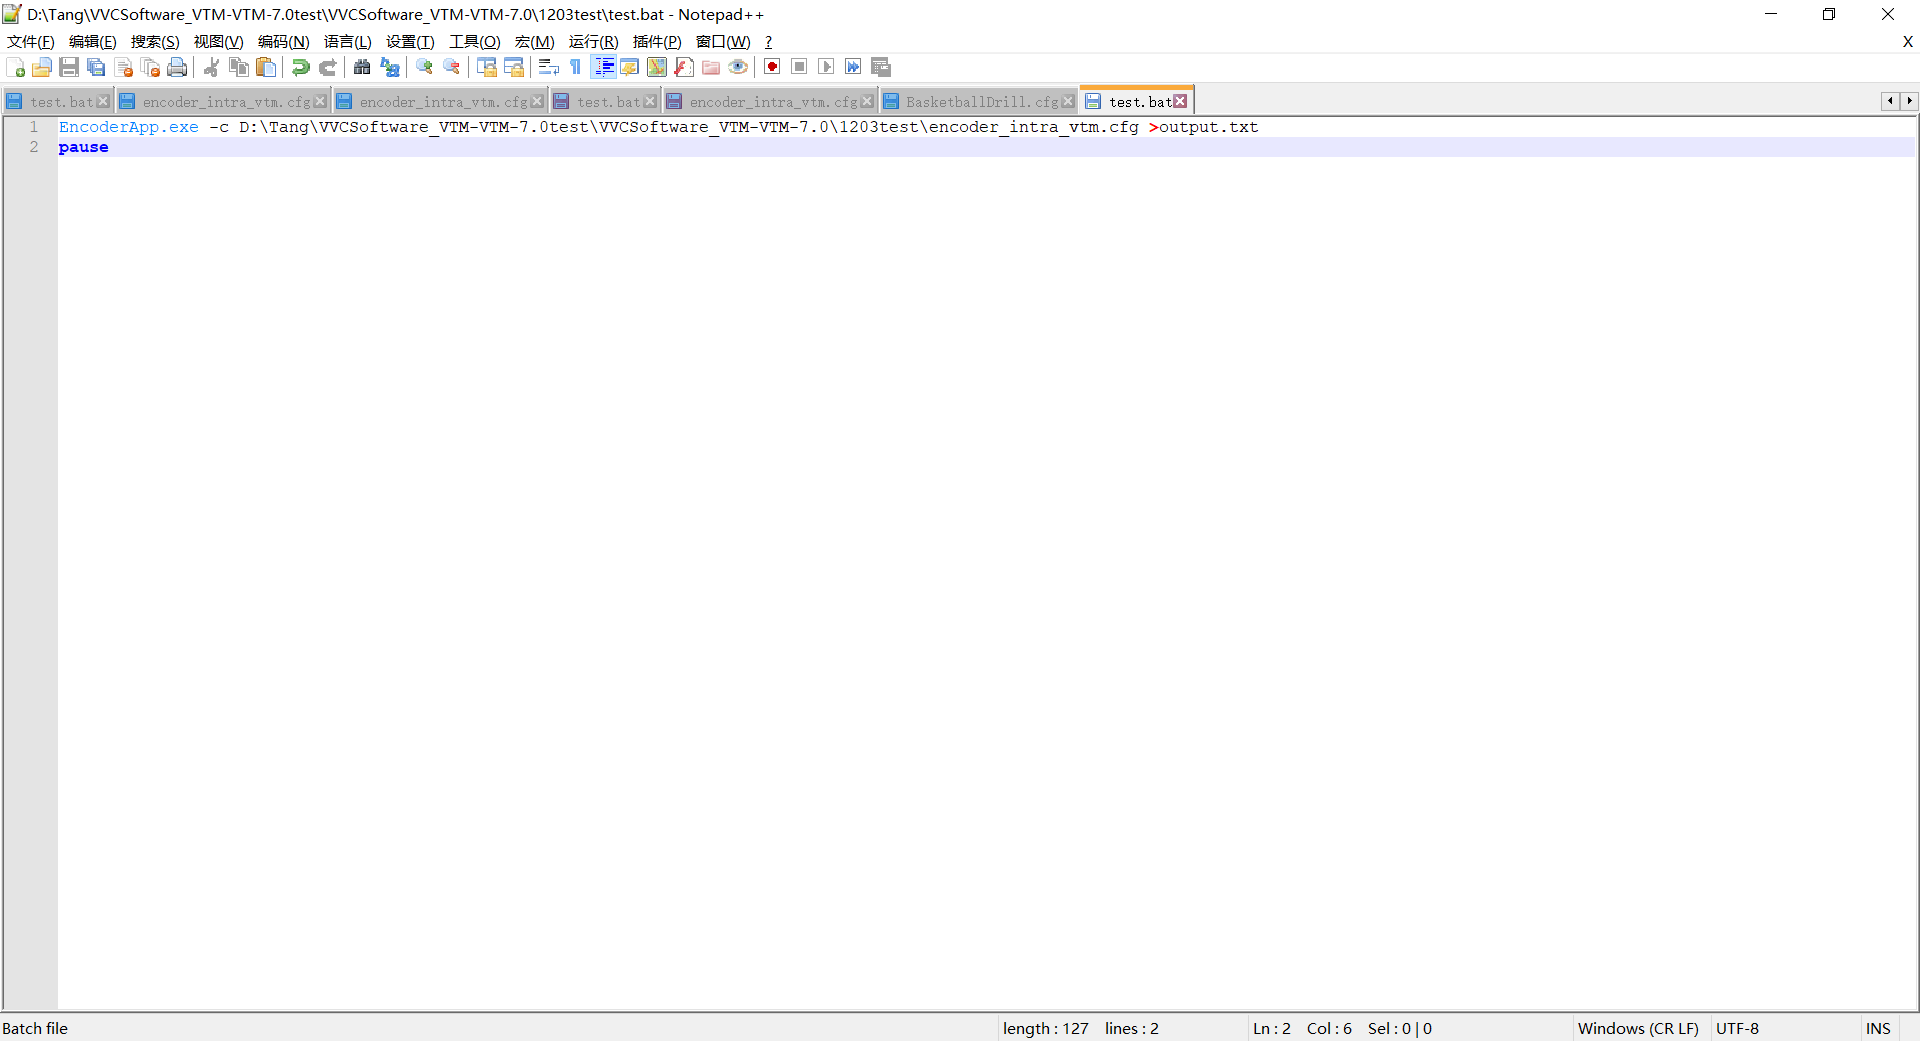 D:\Tang\VVCSoftware_VTM-VTM-7.0test\VVCSoftware_VTM-VTM-7.0\1203test\test.bat - Notepad++
文件(F) 编辑(E) 搜索(S) 视图(V) 编码(N) 语言(L) 设置(T) 工具(O) 宏(M) 运行(R) 插件(P) 窗口(W) ? X
test.bat encoder_intra_vtm.cfg encoder_intra_vtm.cfg test.bat encoder_intra_vtm.cfg BasketballDrill.cfg test.bat
1 EncoderApp.exe -c D:\Tang\VVCSoftware_VTM-VTM-7.0test\VVCSoftware_VTM-VTM-7.0\1203test\encoder_intra_vtm.cfg >output.txt
2 pause
Batch file length : 127 lines : 2 Ln : 2 Col : 6 Sel : 0 | 0 Windows (CR LF) UTF-8 INS